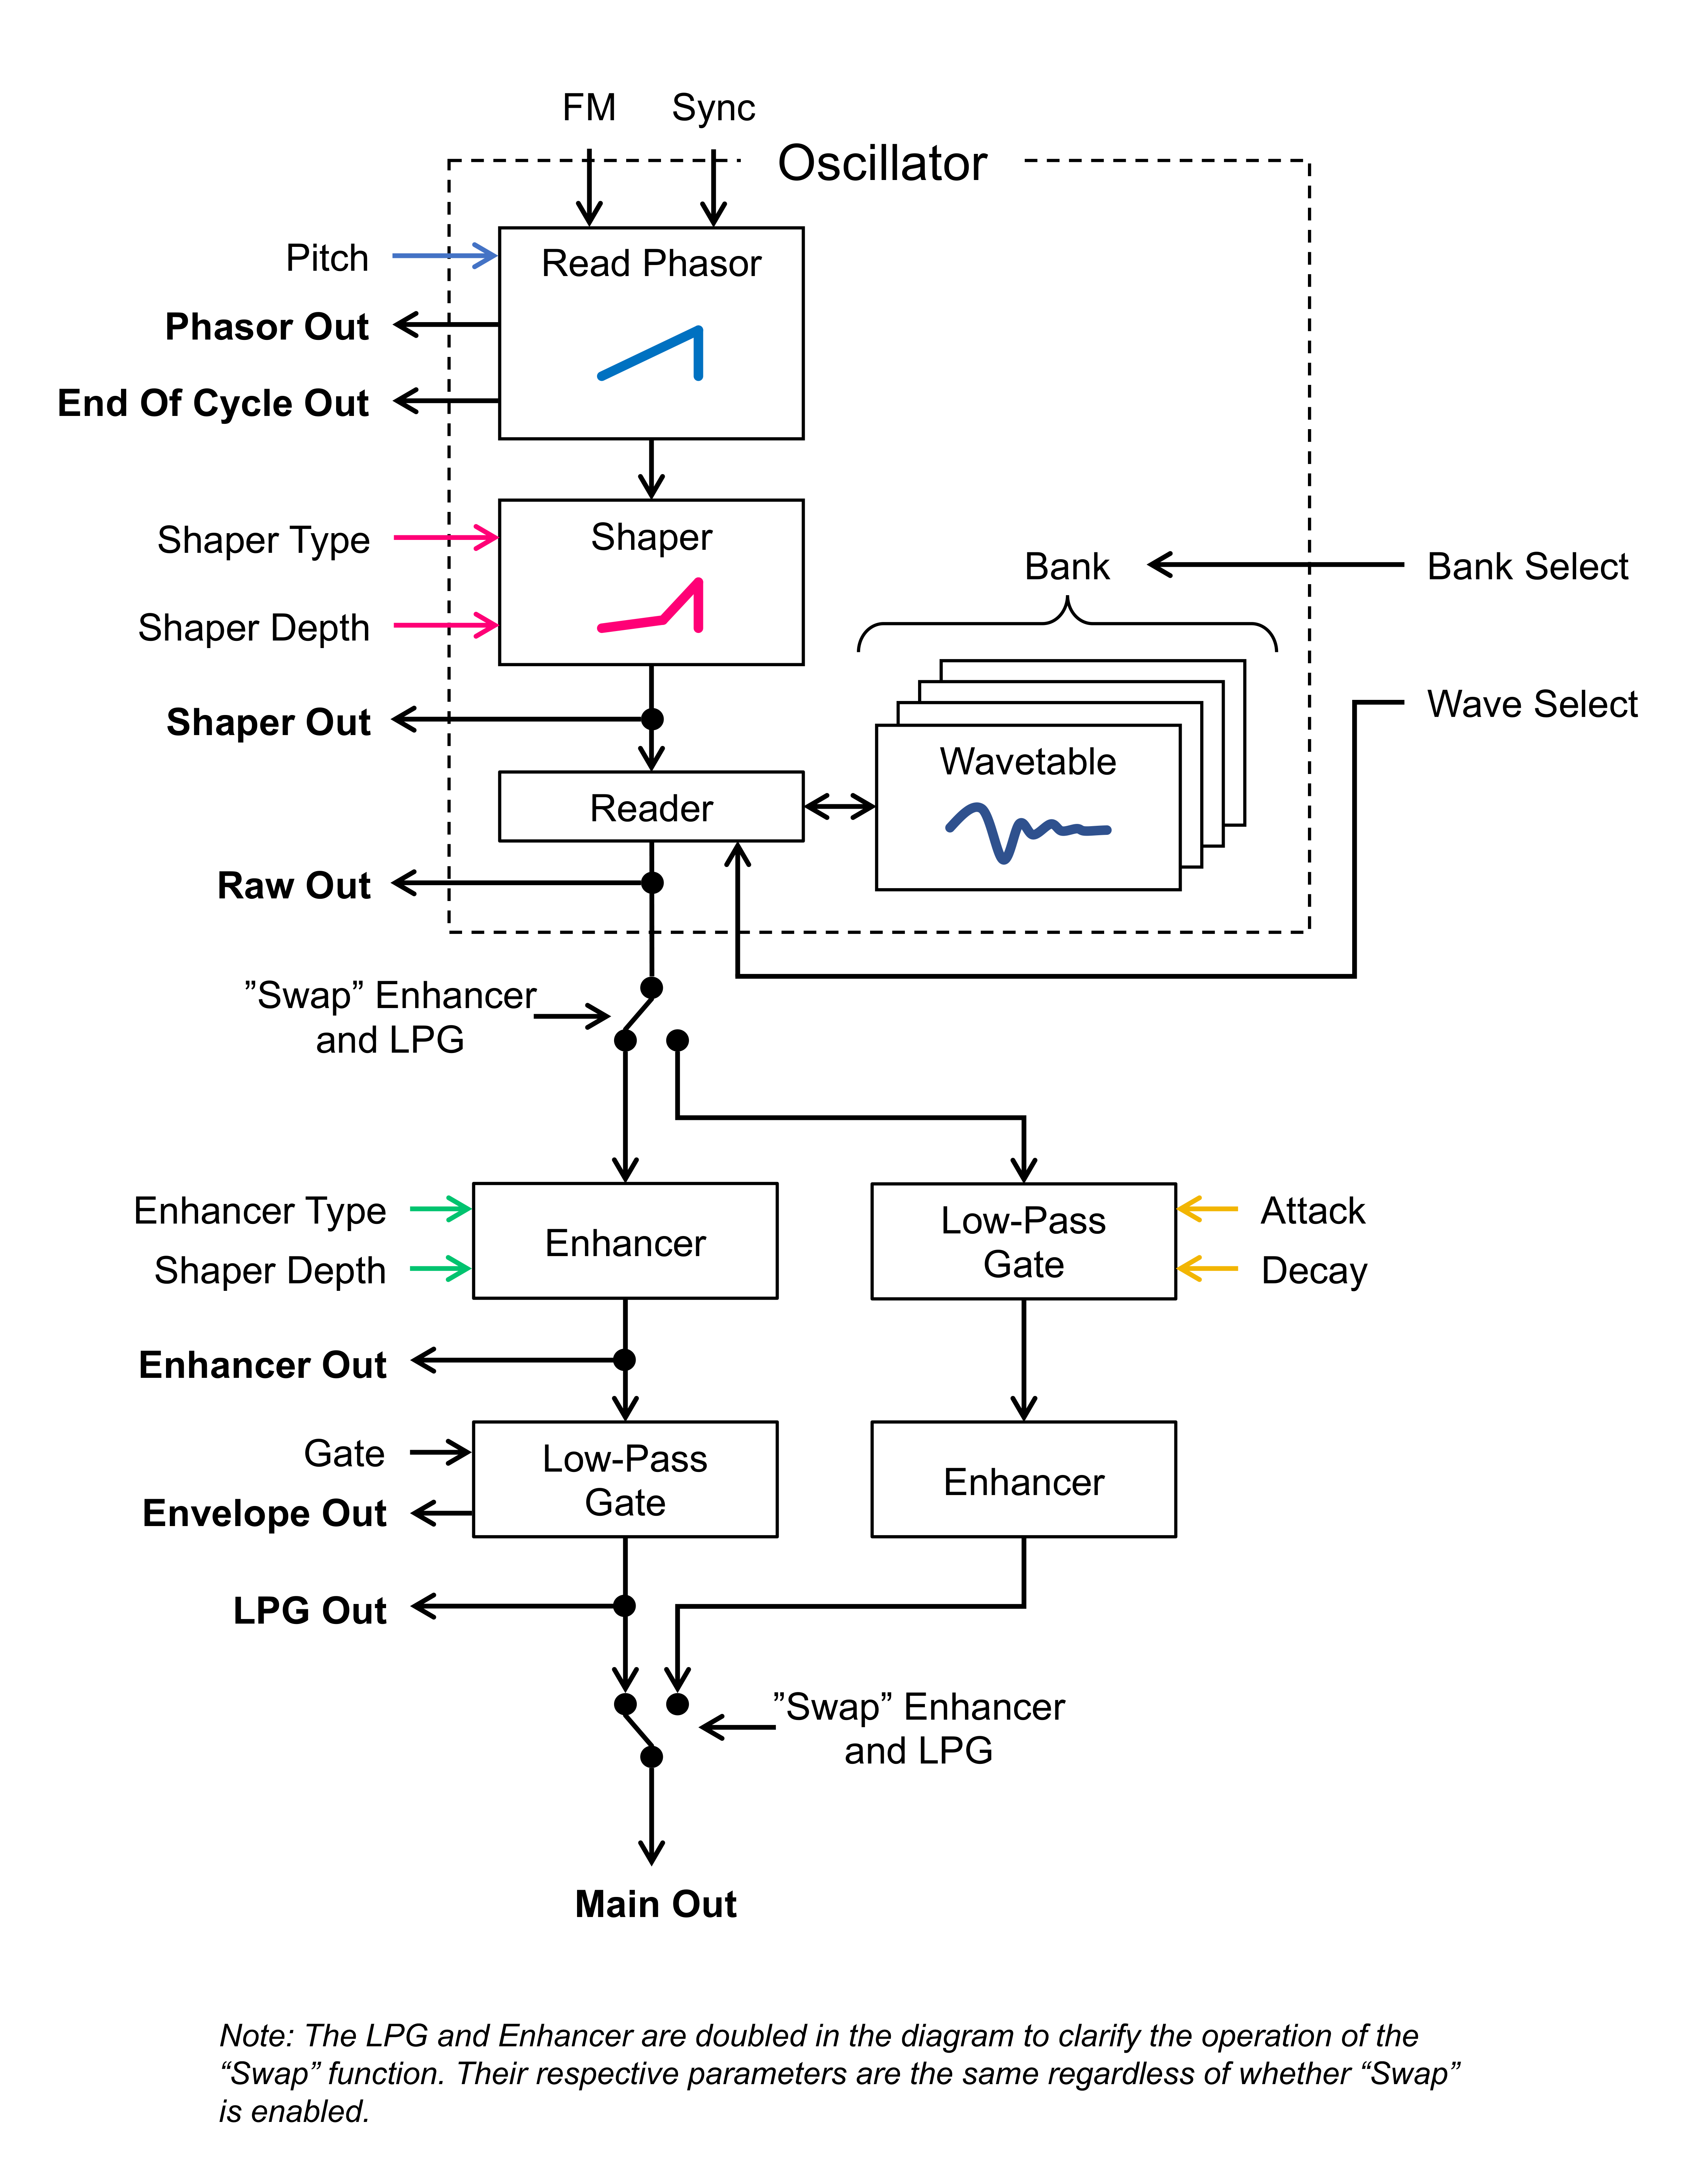 FM
Sync
Oscillator
Pitch
Read Phasor
Phasor Out
End Of Cycle Out
Shaper Type
Shaper
Shaper Depth
Bank
Bank Select
Shaper Out
Wave Select
Wavetable
Reader
Raw Out
”Swap” Enhancer
and LPG
Enhancer Type
Shaper Depth
Enhancer
Low-Pass
Gate
Attack
Decay
Enhancer Out
Gate
Envelope Out
Low-Pass
Gate
Enhancer
LPG Out
”Swap” Enhancer
and LPG
Main Out
Note: The LPG and Enhancer are doubled in the diagram to clarify the operation of the
“Swap” function. Their respective parameters are the same regardless of whether “Swap”
is enabled.